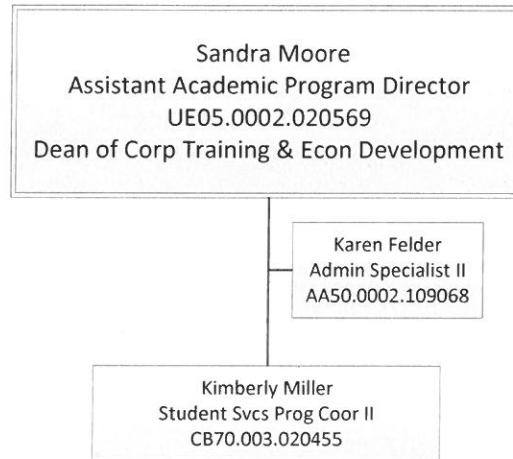 Sandra Moore
Assistant Academic Program Director
UE05.0002.020569
Dean of Corp Training & Econ Development
Karen Felder
Admin Specialist II
AA50.0002.109068
Kimberly Miller
Student Svcs Prog Coor II
CB70.003.020455